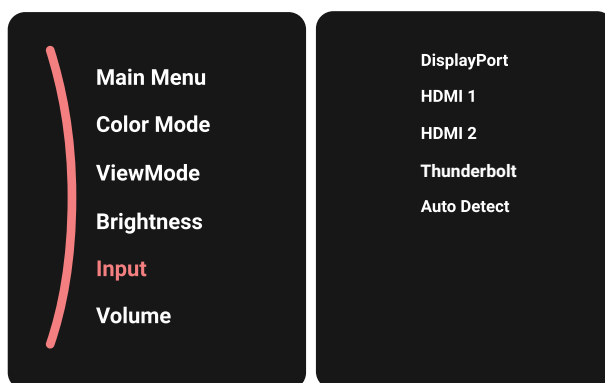 Main Menu
Color Mode
ViewMode
Brightness
Input
Volume
DisplayPort
HDMI 1
HDMI 2
Thunderbolt
Auto Detect